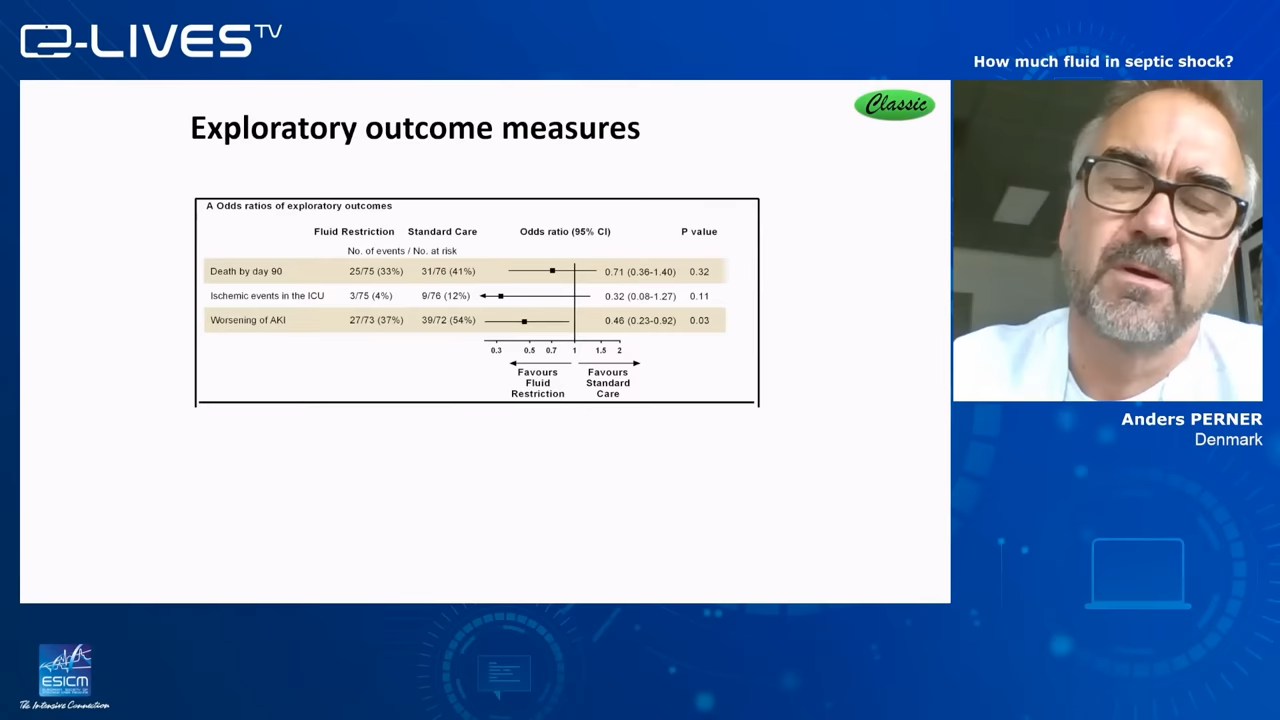 e-LIVES TV
How much fluid in septic shock?
Classic
Exploratory outcome measures
A Odds ratios of exploratory outcomes
Fluid Restriction Standard Care Odds ratio (95% CI) P value
No. of events / No. at risk
Death by day 90 25/75 (33%) 31/76 (41%) 0.71 (0.36-1.40) 0.32
Ischemic events in the ICU 3/75 (4%) 9/76 (12%) 0.32 (0.08-1.27) 0.11
Worsening of AKI 27/73 (37%) 39/72 (54%) 0.46 (0.23-0.92) 0.03
0.3 0.5 0.7 1 1.5 2
Favours Favours
Fluid Standard
Restriction Care
Anders PERNER
Denmark
ESICM
The Intensive Connection